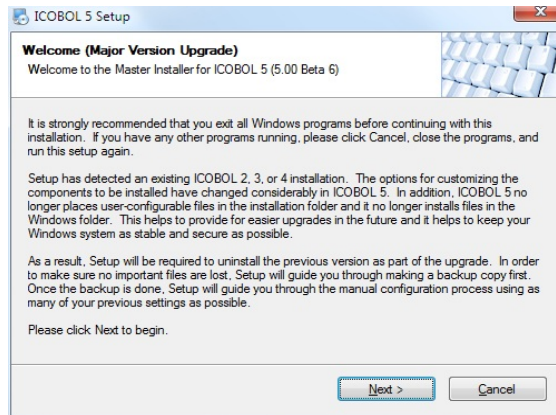 ICOBOL 5 Setup
Welcome (Major Version Upgrade)
Welcome to the Master Installer for ICOBOL 5 (5.00 Beta 6)
It is strongly recommended that you exit all Windows programs before continuing with this
installation. If you have any other programs running, please click Cancel, close the programs, and
run this setup again.
Setup has detected an existing ICOBOL 2, 3, or 4 installation. The options for customizing the
components to be installed have changed considerably in ICOBOL 5. In addition, ICOBOL 5 no
longer places user-configurable files in the installation folder and it no longer installs files in the
Windows folder. This helps to provide for easier upgrades in the future and it helps to keep your
Windows system as stable and secure as possible.
As a result, Setup will be required to uninstall the previous version as part of the upgrade. In order
to make sure no important files are lost, Setup will guide you through making a backup copy first.
Once the backup is done, Setup will guide you through the manual configuration process using as
many of your previous settings as possible.
Please click Next to begin.
Next >
Cancel